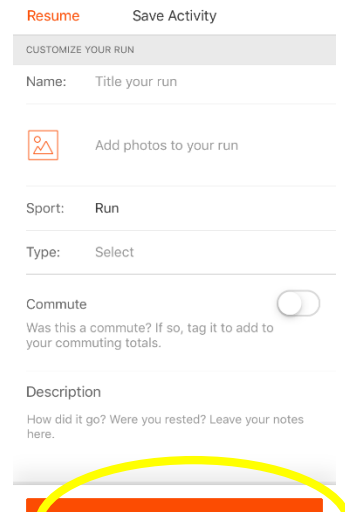 Resume Save Activity
CUSTOMIZE YOUR RUN
Name: Title your run
Add photos to your run
Sport: Run
Type: Select
Commute
Was this a commute? If so, tag it to add to
your commuting totals.
Description
How did it go? Were you rested? Leave your notes
here.